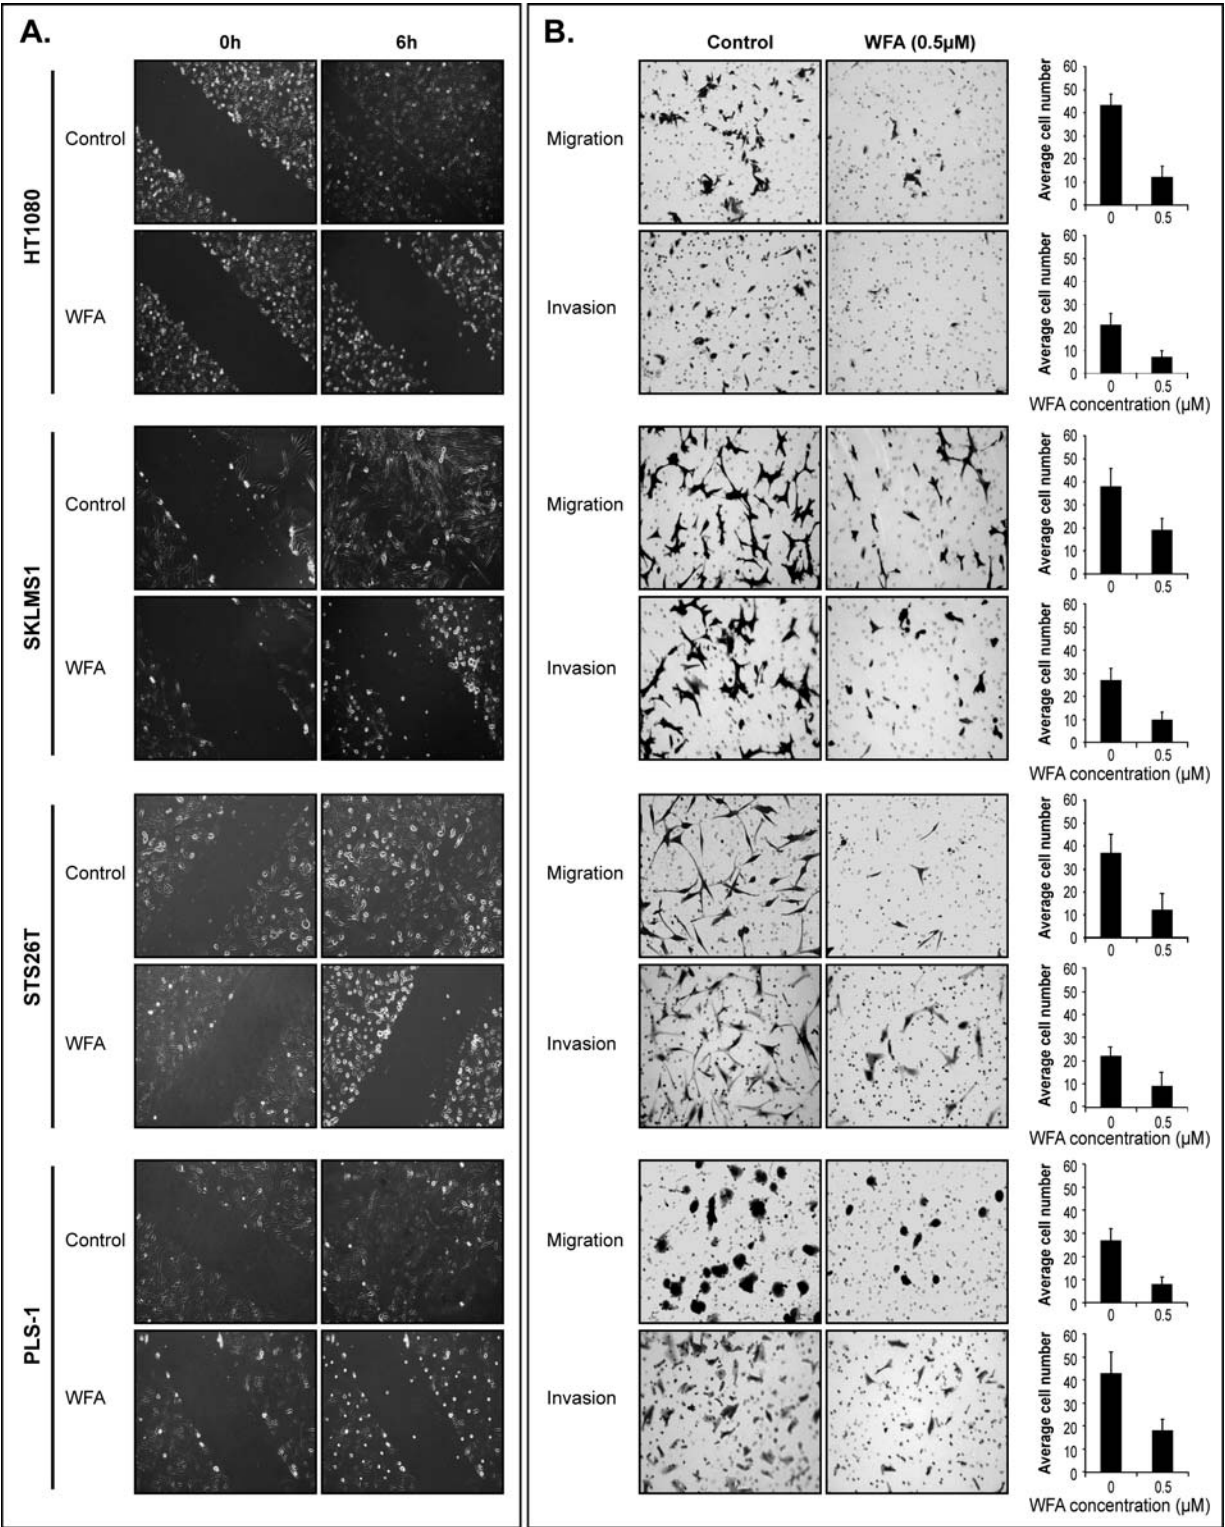 A.
0h
6h
HT1080
Control
WFA
SKLMS1
Control
WFA
STS26T
Control
WFA
PLS-1
Control
WFA
B.
Control
WFA (0.5µM)
Migration
Average cell number
60
50
40
30
20
10
0
0
0.5
Invasion
Average cell number
60
50
40
30
20
10
0
0
0.5
WFA concentration (µM)
Migration
Average cell number
60
50
40
30
20
10
0
0
0.5
Invasion
Average cell number
60
50
40
30
20
10
0
0
0.5
WFA concentration (µM)
Migration
Average cell number
60
50
40
30
20
10
0
0
0.5
Invasion
Average cell number
60
50
40
30
20
10
0
0
0.5
WFA concentration (µM)
Migration
Average cell number
60
50
40
30
20
10
0
0
0.5
Invasion
Average cell number
60
50
40
30
20
10
0
0
0.5
WFA concentration (µM)